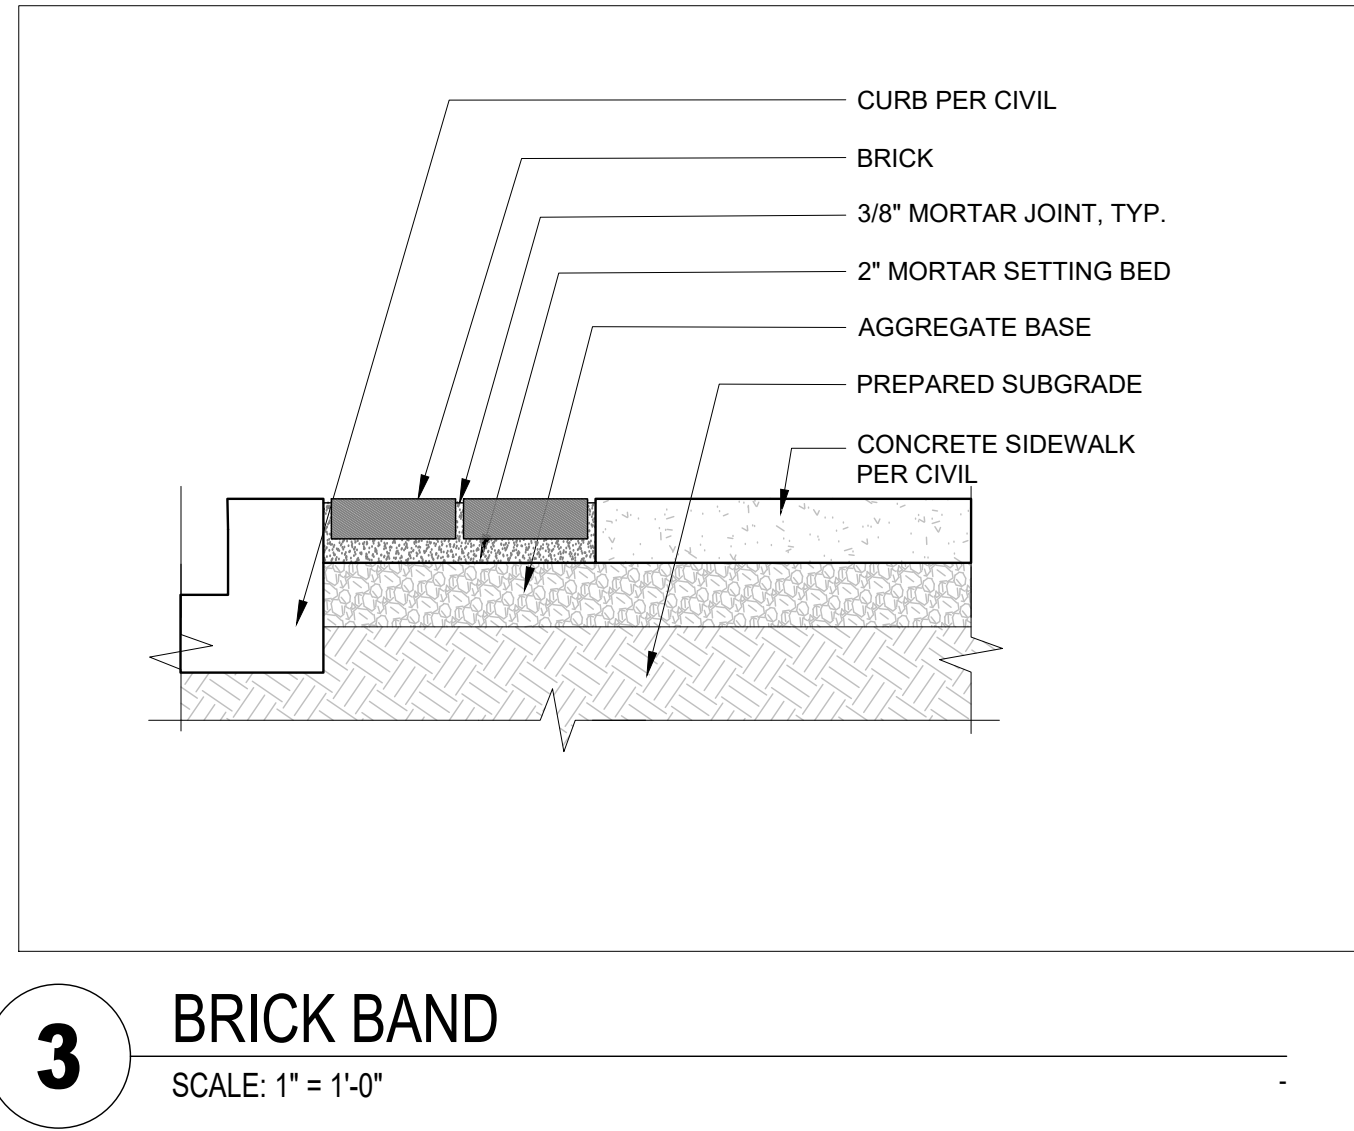 CURB PER CIVIL
BRICK
3/8" MORTAR JOINT, TYP.
2" MORTAR SETTING BED
AGGREGATE BASE
PREPARED SUBGRADE
CONCRETE SIDEWALK
PER CIVIL
3
BRICK BAND
SCALE: 1" = 1'-0"
-